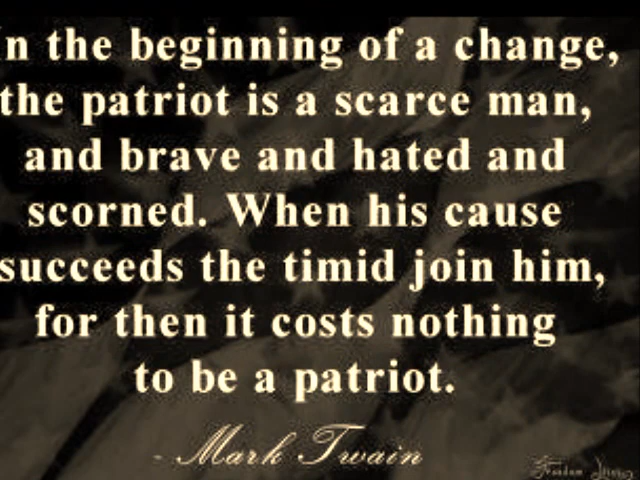 In the beginning of a change,
the patriot is a scarce man,
and brave and hated and
scorned. When his cause
succeeds the timid join him,
for then it costs nothing
to be a patriot.
- Mark Twain